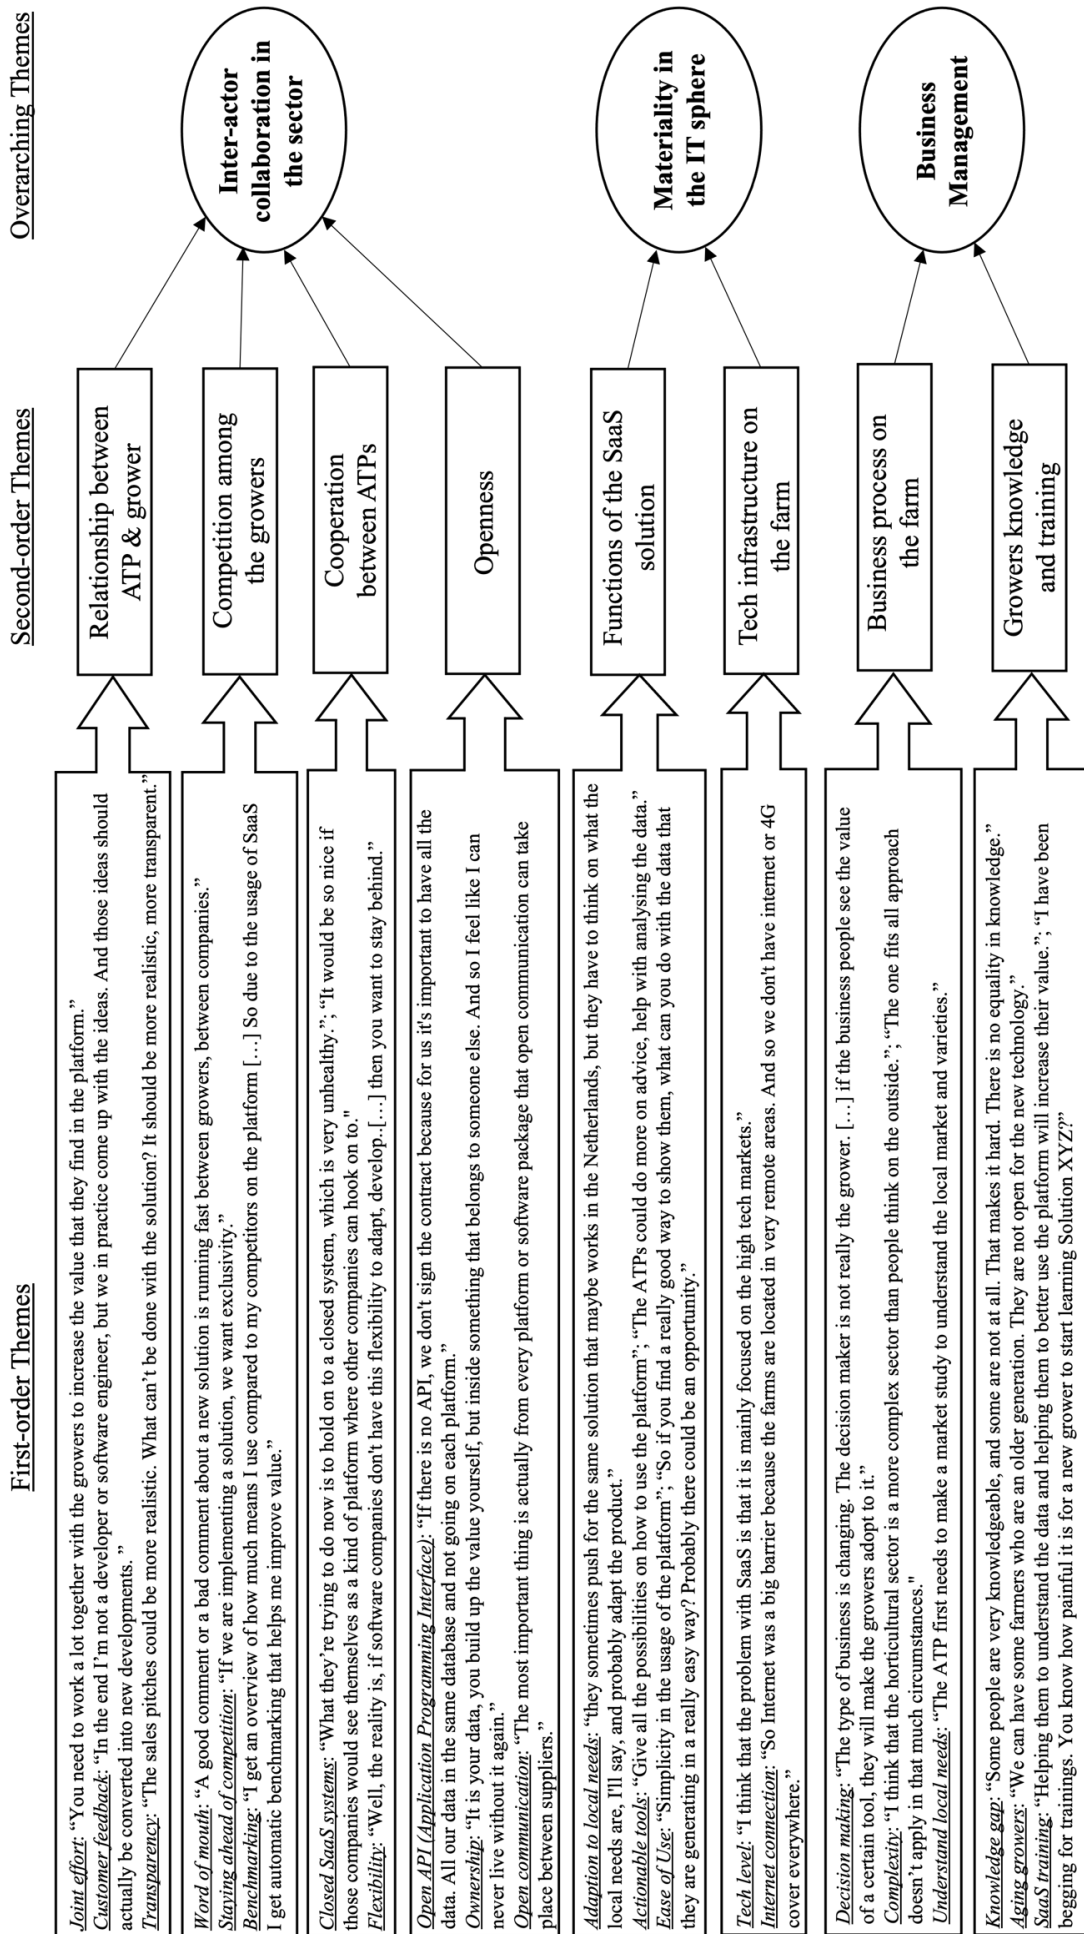 First-order Themes
Second-order Themes
Overarching Themes
Joint effort: “You need to work a lot together with the growers to increase the value that they find in the platform.”
Customer feedback: “In the end I’m not a developer or software engineer, but we in practice come up with the ideas. And those ideas should
actually be converted into new developments. ”
Transparency: “The sales pitches could be more realistic. What can’t be done with the solution? It should be more realistic, more transparent.”
Relationship between
ATP & grower
Word of mouth: “A good comment or a bad comment about a new solution is running fast between growers, between companies.”
Staying ahead of competition: “If we are implementing a solution, we want exclusivity.”
Benchmarking: “I get an overview of how much means I use compared to my competitors on the platform […] So due to the usage of SaaS
I get automatic benchmarking that helps me improve value.”
Competition among
the growers
Closed SaaS systems: “What they’re trying to do now is to hold on to a closed system, which is very unhealthy.”; “It would be so nice if
those companies would see themselves as a kind of platform where other companies can hook on to."
Flexibility: “Well, the reality is, if software companies don't have this flexibility to adapt, develop..[…] then you want to stay behind.”
Cooperation
between ATPs
Open API (Application Programming Interface): “If there is no API, we don't sign the contract because for us it's important to have all the
data. All our data in the same database and not going on each platform.”
Ownership: “It is your data, you build up the value yourself, but inside something that belongs to someone else. And so I feel like I can
never live without it again.”
Open communication: “The most important thing is actually from every platform or software package that open communication can take
place between suppliers.”
Openness
Inter-actor
collaboration in
the sector
Adaption to local needs: “they sometimes push for the same solution that maybe works in the Netherlands, but they have to think on what the
local needs are, I'll say, and probably adapt the product.”
Actionable tools: “Give all the possibilities on how to use the platform”; “The ATPs could do more on advice, help with analysing the data.”
Ease of Use: “Simplicity in the usage of the platform”; “So if you find a really good way to show them, what can you do with the data that
they are generating in a really easy way? Probably there could be an opportunity.”
Functions of the SaaS
solution
Tech level: “I think that the problem with SaaS is that it is mainly focused on the high tech markets.”
Internet connection: “So Internet was a big barrier because the farms are located in very remote areas. And so we don't have internet or 4G
cover everywhere.”
Tech infrastructure on
the farm
Materiality in
the IT sphere
Decision making: “The type of business is changing. The decision maker is not really the grower. […] if the business people see the value
of a certain tool, they will make the growers adopt to it.”
Complexity: “I think that the horticultural sector is a more complex sector than people think on the outside.”; “The one fits all approach
doesn’t apply in that much circumstances."
Understand local needs: “The ATP first needs to make a market study to understand the local market and varieties.”
Business process on
the farm
Knowledge gap: “Some people are very knowledgeable, and some are not at all. That makes it hard. There is no equality in knowledge.”
Aging growers: “We can have some farmers who are an older generation. They are not open for the new technology.”
SaaS training: “Helping them to understand the data and helping them to better use the platform will increase their value.”; “I have been
begging for trainings. You know how painful it is for a new grower to start learning Solution XYZ?”
Growers knowledge
and training
Business
Management